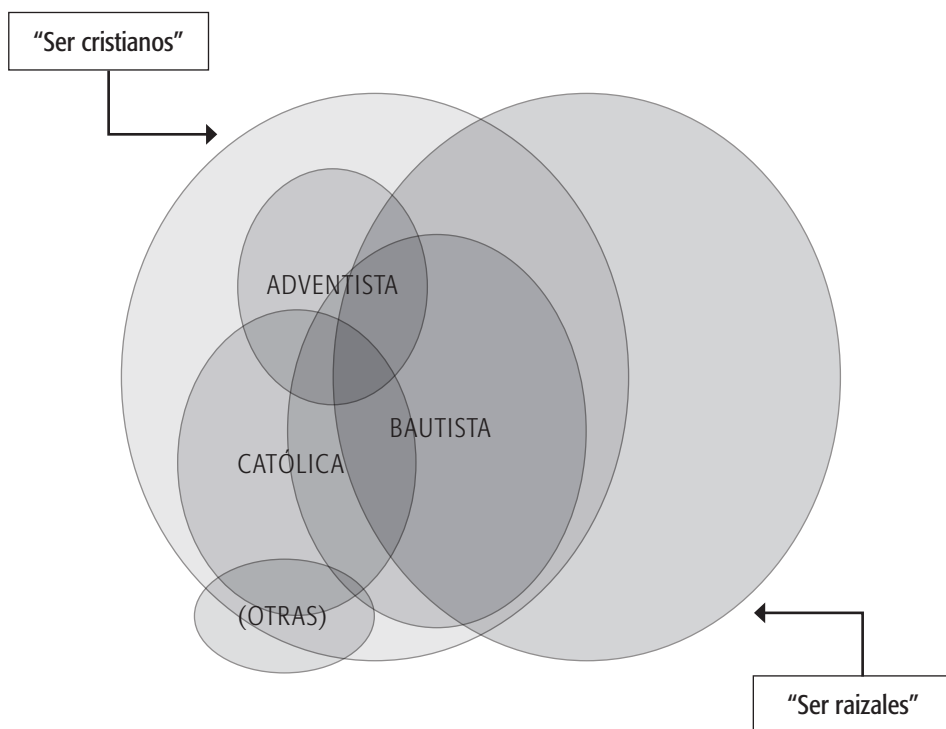 “Ser cristianos”
ADVENTISTA
BAUTISTA
CATÓLICA
(OTRAS)
“Ser raizales”